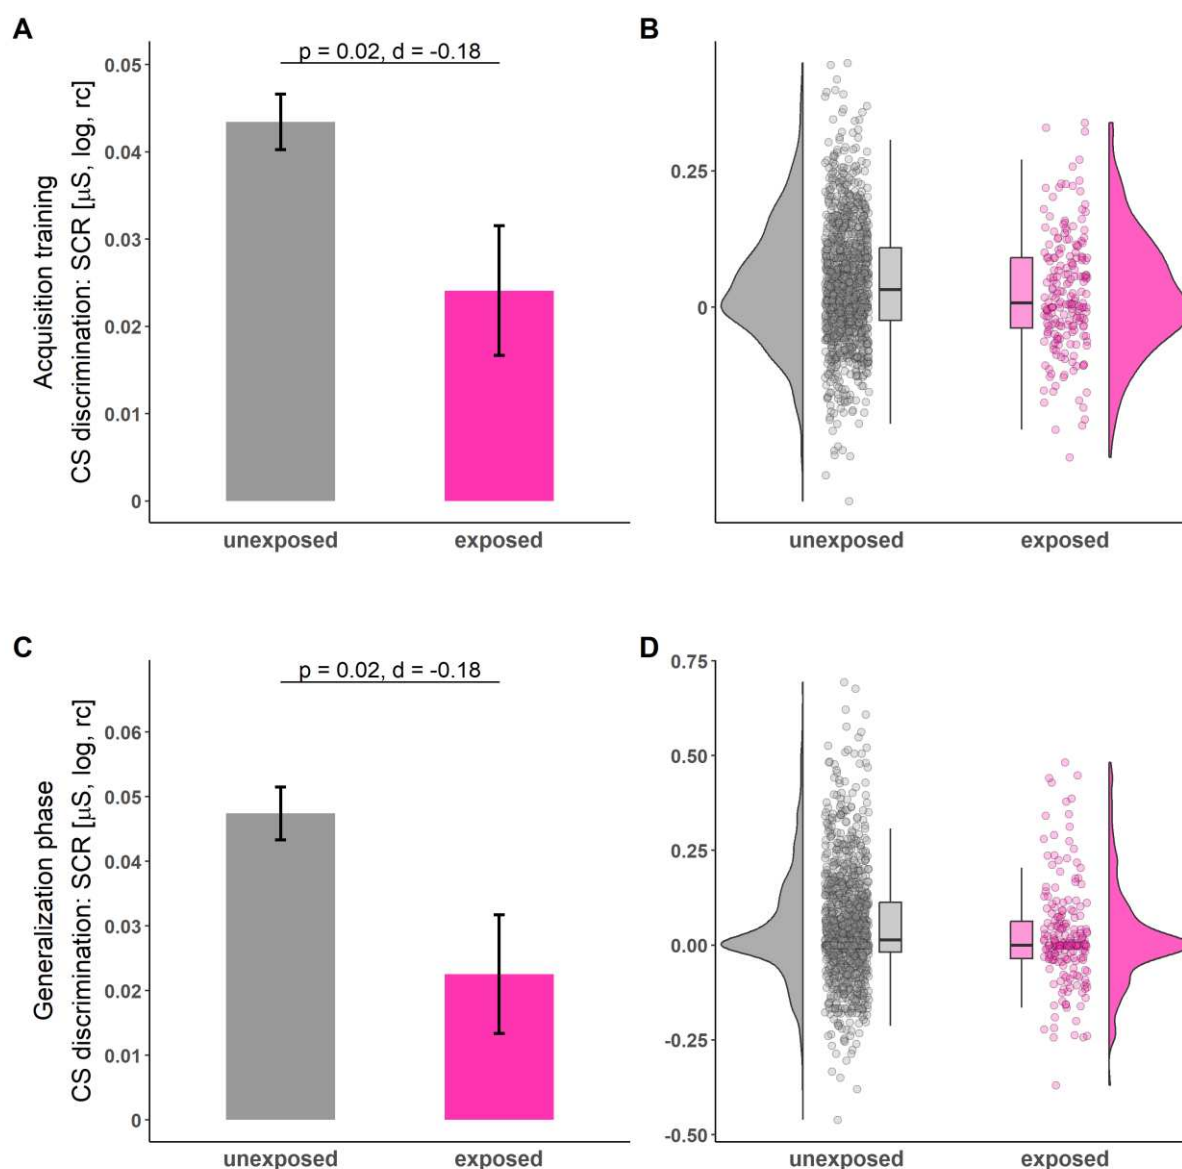 A
p = 0.02, d = -0.18
Acquisition training
CS discrimination: SCR [μS, log, rc]
0.05
0.04
0.03
0.02
0.01
0
unexposed
exposed
B
0.25
0
unexposed
exposed
C
p = 0.02, d = -0.18
Generalization phase
CS discrimination: SCR [μS, log, rc]
0.06
0.05
0.04
0.03
0.02
0.01
0
unexposed
exposed
D
0.75
0.50
0.25
0.00
-0.25
-0.50
unexposed
exposed